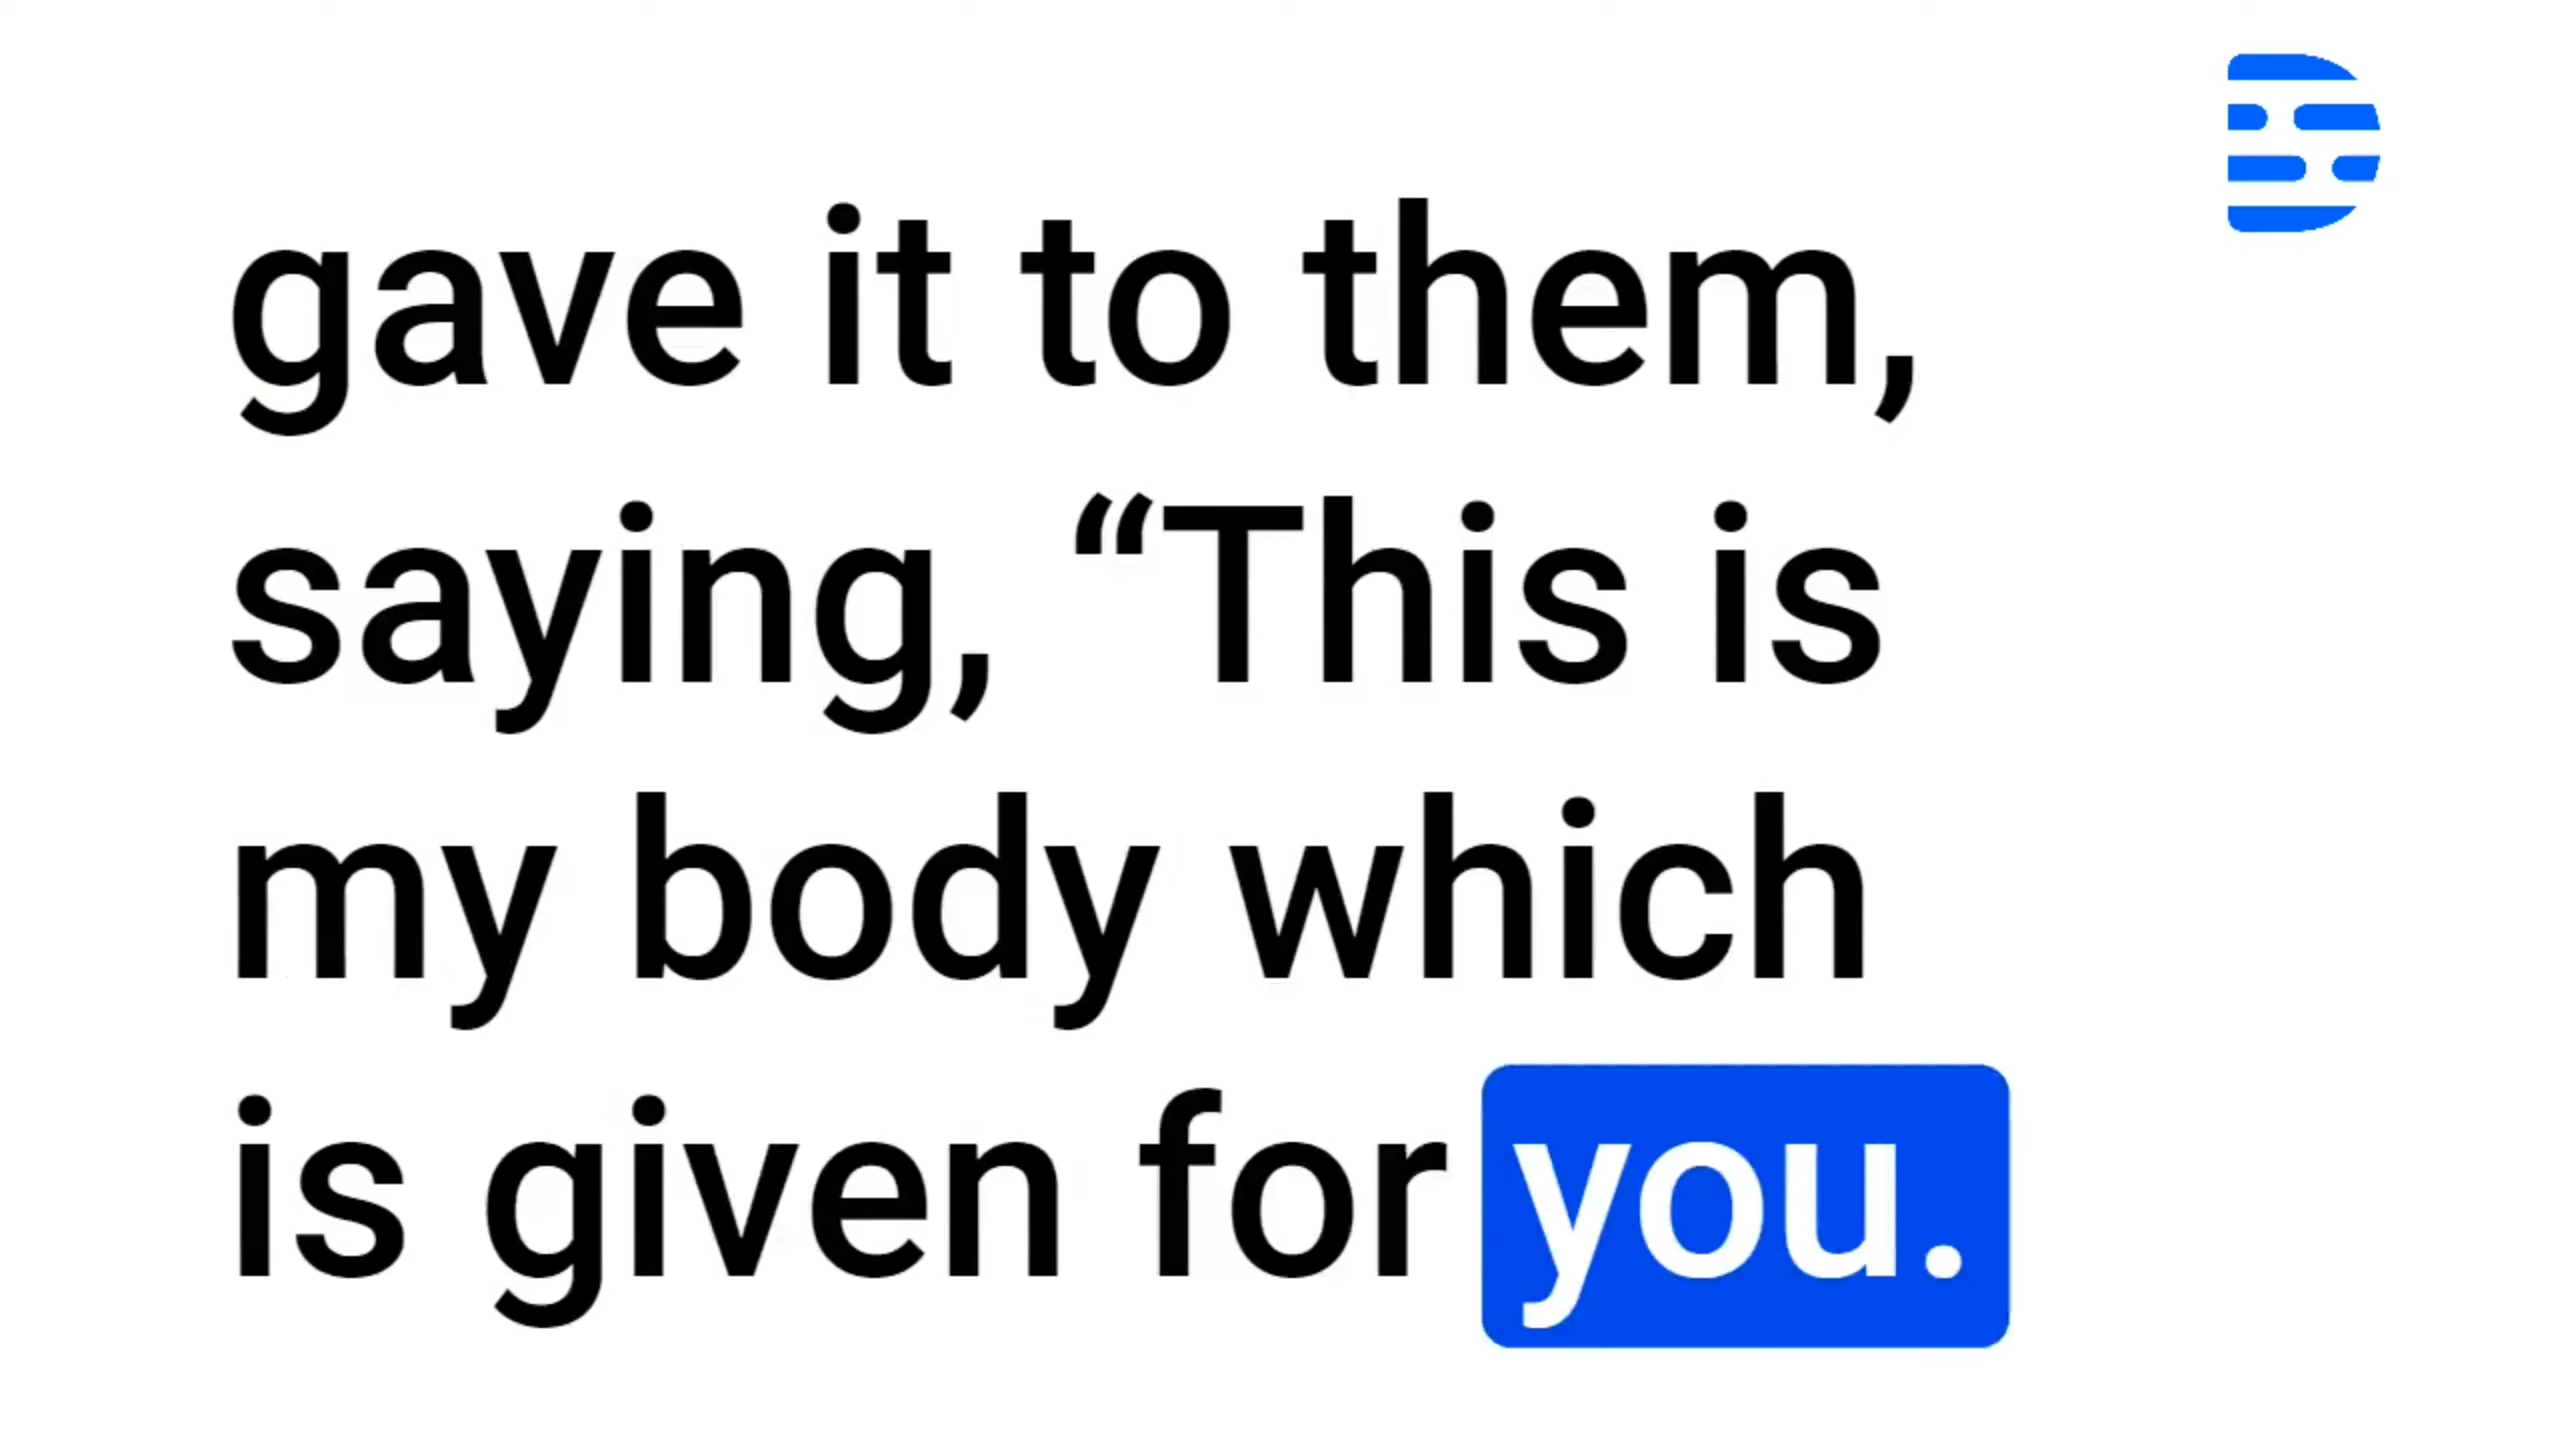 gave it to them,
saying, “This is
my body which
is given for you.